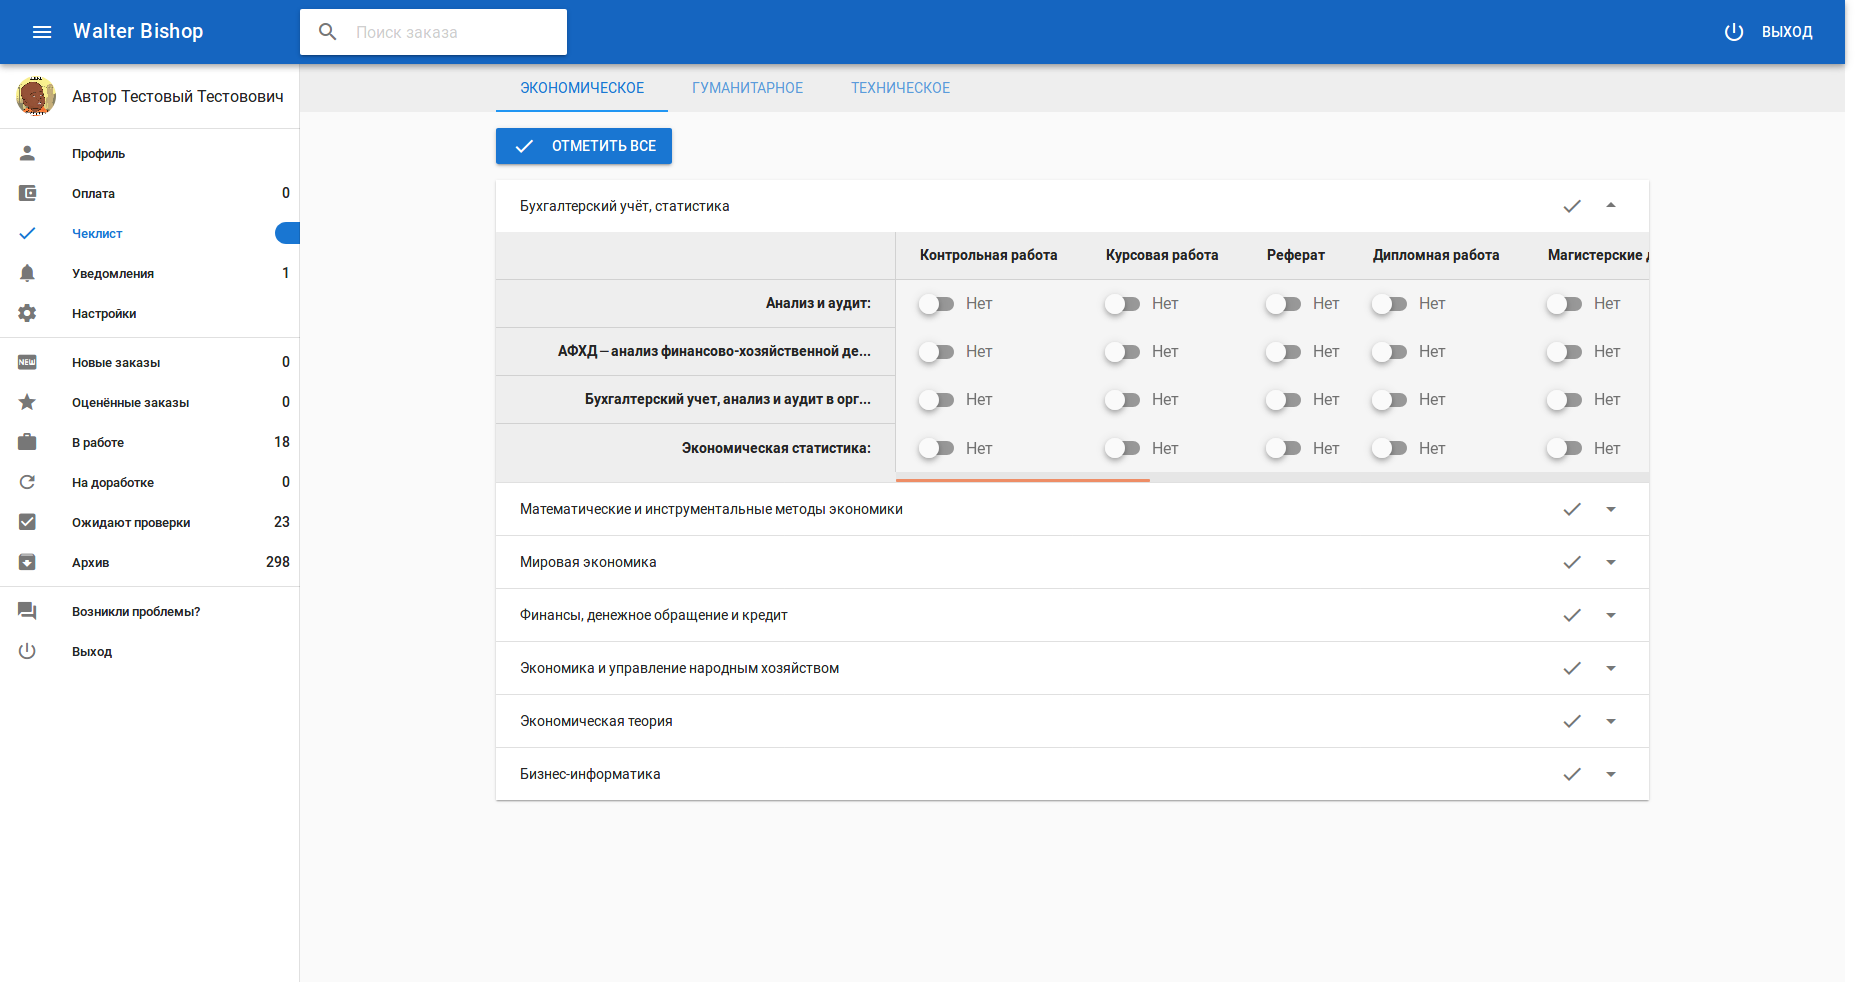 Walter Bishop
Поиск заказа
ВЫХОД
Автор Тестовый Тестовович
Профиль
Оплата 0
Чеклист
Уведомления 1
Настройки
NEW Новые заказы 0
Оценённые заказы 0
В работе 18
На доработке 0
Ожидают проверки 23
Архив 298
Возникли проблемы?
Выход
ЭКОНОМИЧЕСКОЕ ГУМАНИТАРНОЕ ТЕХНИЧЕСКОЕ
ОТМЕТИТЬ ВСЕ
Бухгалтерский учёт, статистика
Контрольная работа Курсовая работа Реферат Дипломная работа Магистерские
Анализ и аудит: Нет Нет Нет Нет Нет
АФХД – анализ финансово-хозяйственной де... Нет Нет Нет Нет Нет
Бухгалтерский учет, анализ и аудит в орг... Нет Нет Нет Нет Нет
Экономическая статистика: Нет Нет Нет Нет Нет
Математические и инструментальные методы экономики
Мировая экономика
Финансы, денежное обращение и кредит
Экономика и управление народным хозяйством
Экономическая теория
Бизнес-информатика